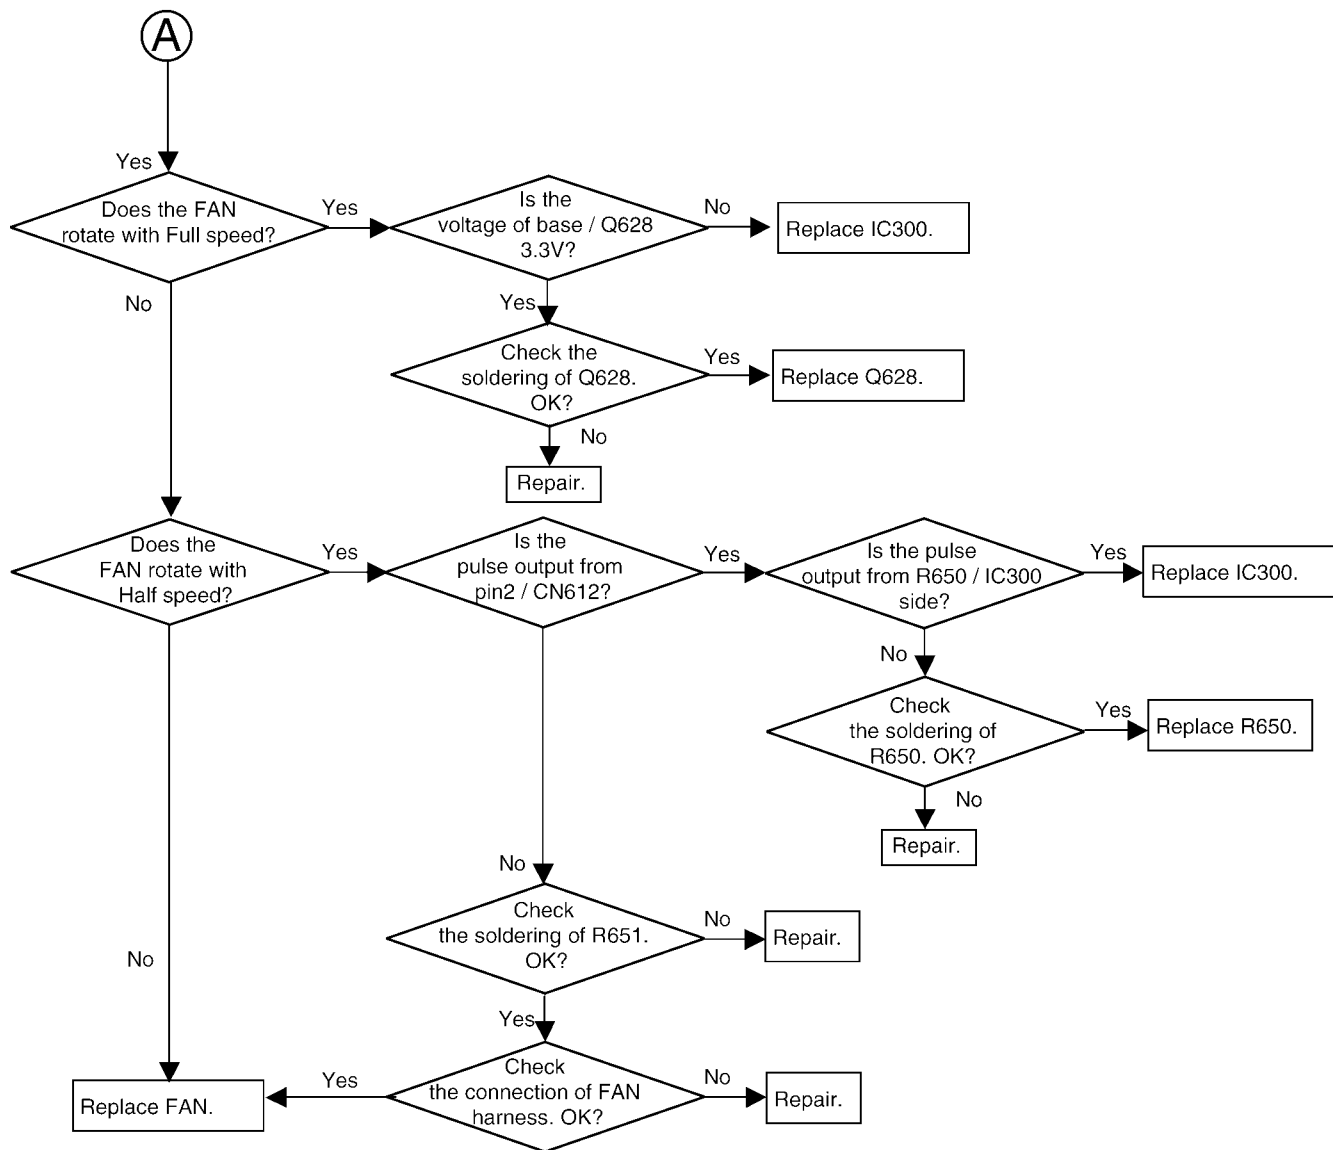 A
Yes
Does the FAN
rotate with Full speed?
Yes
Is the
voltage of base / Q628
3.3V?
No
Replace IC300.
No
Yes
Check the
soldering of Q628.
OK?
Yes
Replace Q628.
No
Repair.
Does the
FAN rotate with
Half speed?
Yes
Is the
pulse output from
pin2 / CN612?
Yes
Is the pulse
output from R650 / IC300
side?
Yes
Replace IC300.
No
Check
the soldering of
R650. OK?
Yes
Replace R650.
No
Repair.
No
Check
the soldering of R651.
OK?
No
Repair.
No
Yes
Check
the connection of FAN
harness. OK?
No
Repair.
Yes
Replace FAN.